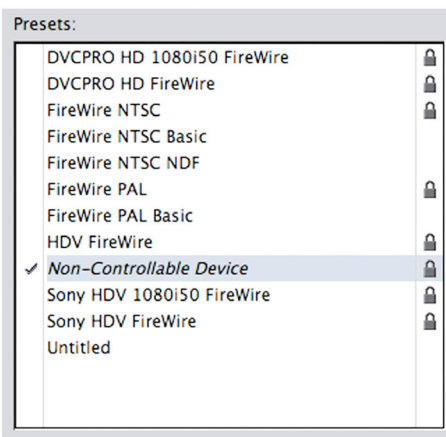 Presets:
DVCPRO HD 1080i50 FireWire
DVCPRO HD FireWire
FireWire NTSC
FireWire NTSC Basic
FireWire NTSC NDF
FireWire PAL
FireWire PAL Basic
HDV FireWire
Non-Controllable Device
Sony HDV 1080i50 FireWire
Sony HDV FireWire
Untitled